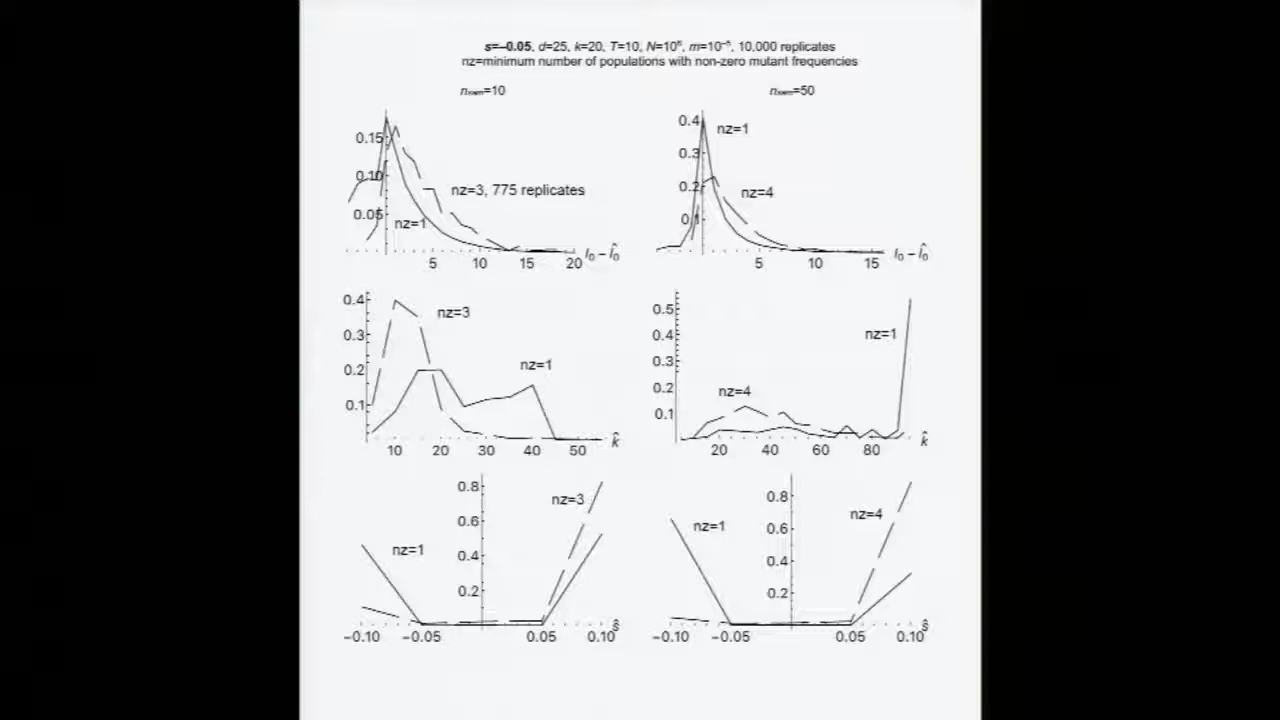 s=–0.05, d=25, k=20, T=10, N=10⁶, m=10⁻⁵, 10,000 replicates
nz=minimum number of populations with non-zero mutant frequencies
=10
=50
0.15
0.10
0.05
nz=3, 775 replicates
nz=1
5 10 15 20
l₀ – l̂₀
0.4
0.3
0.2
0.1
nz=1
nz=4
5 10 15
l₀ – l̂₀
0.4
0.3
0.2
0.1
nz=3
nz=1
10 20 30 40 50
k̂
0.5
0.4
0.3
0.2
0.1
nz=1
nz=4
20 40 60 80
k̂
0.8
0.6
0.4
0.2
nz=3
nz=1
–0.10 –0.05 0.05 0.10
ŝ
0.8
0.6
0.4
0.2
nz=4
nz=1
–0.10 –0.05 0.05 0.10
ŝ